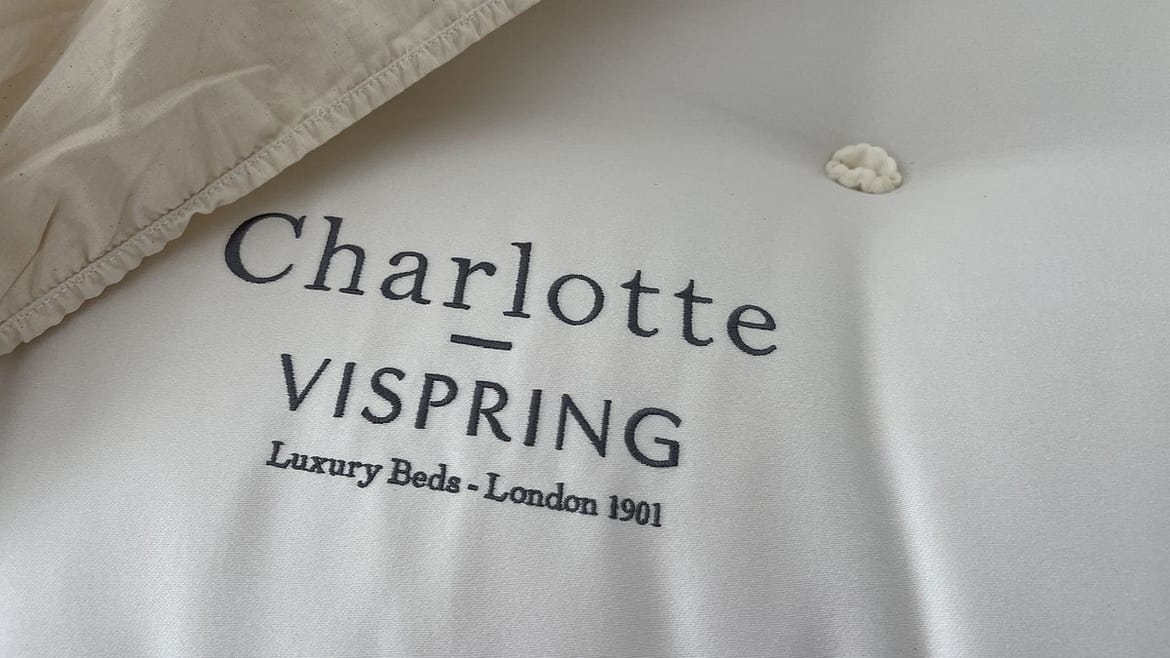 Charlotte
VISPRING
Luxury Beds - London 1901